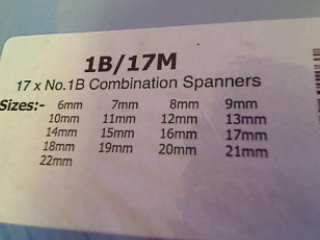 1B/17M
17 x No.1B Combination Spanners
Sizes:- 6mm 7mm 8mm 9mm
10mm 11mm 12mm 13mm
14mm 15mm 16mm 17mm
18mm 19mm 20mm 21mm
22mm